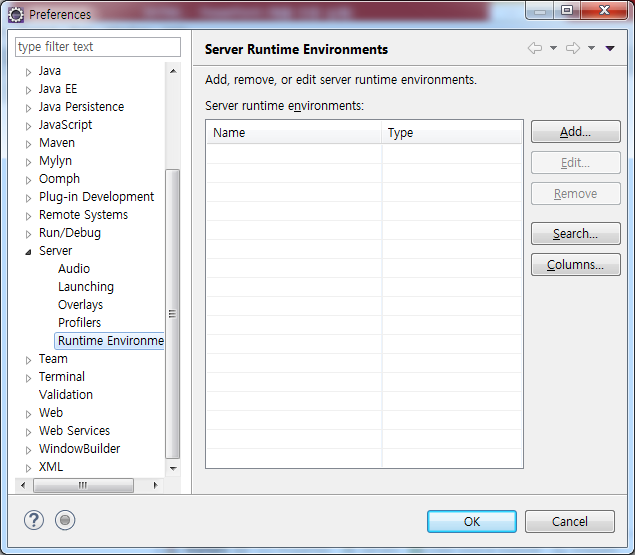 Preferences
type filter text
Java
Java EE
Java Persistence
JavaScript
Maven
Mylyn
Oomph
Plug-in Development
Remote Systems
Run/Debug
Server
Audio
Launching
Overlays
Profilers
Runtime Environme
Team
Terminal
Validation
Web
Web Services
WindowBuilder
XML
Server Runtime Environments
Add, remove, or edit server runtime environments.
Server runtime environments:
Name Type
Add...
Edit...
Remove
Search...
Columns...
OK Cancel